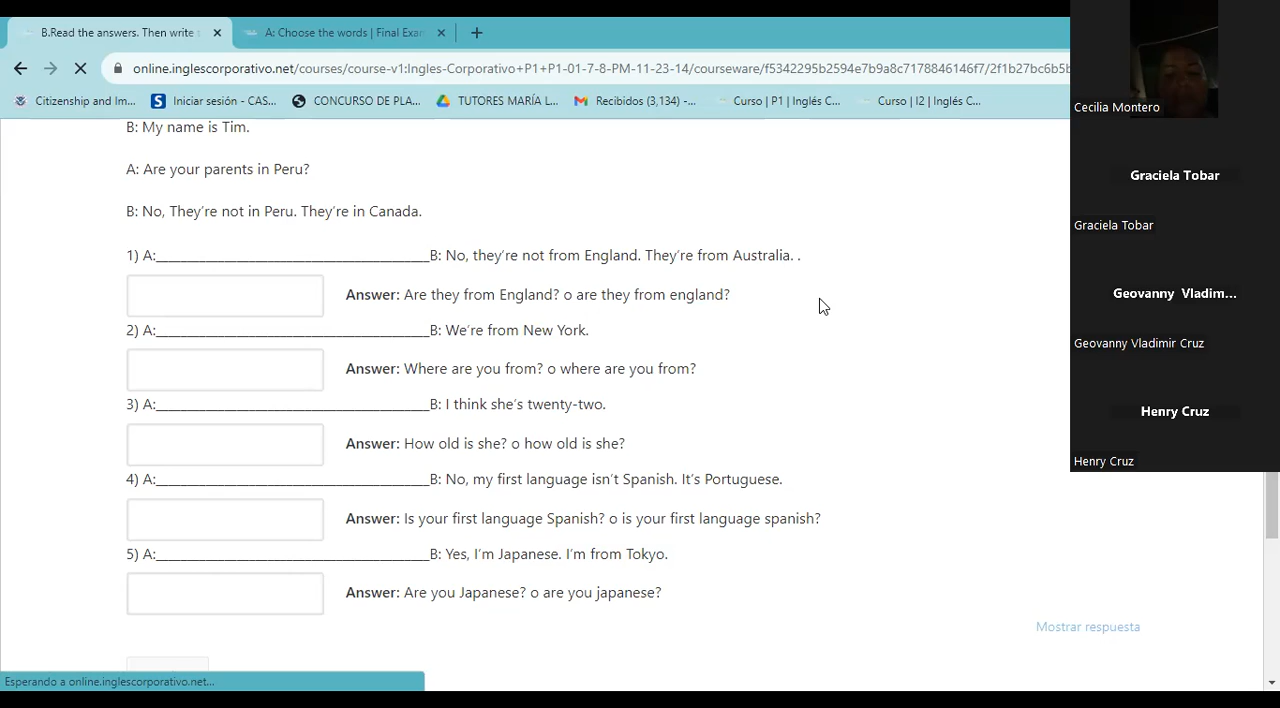 B.Read the answers. Then write
A: Choose the words | Final Exar
online.inglescorporativo.net/courses/course-v1:Ingles-Corporativo+P1+P1-01-7-8-PM-11-23-14/courseware/f5342295b2594e7b9a8c7178846146f7/2f1b27bc6b5b
Citizenship and Im...
Iniciar sesión - CAS...
CONCURSO DE PLA...
TUTORES MARÍA L...
Recibidos (3,134) -...
Curso | P1 | Inglés C...
Curso | I2 | Inglés C...
B: My name is Tim.
A: Are your parents in Peru?
B: No, They're not in Peru. They're in Canada.
1) A:___________________________________B: No, they're not from England. They're from Australia. .
Answer: Are they from England? o are they from england?
2) A:___________________________________B: We're from New York.
Answer: Where are you from? o where are you from?
3) A:___________________________________B: I think she's twenty-two.
Answer: How old is she? o how old is she?
4) A:___________________________________B: No, my first language isn't Spanish. It's Portuguese.
Answer: Is your first language Spanish? o is your first language spanish?
5) A:___________________________________B: Yes, I'm Japanese. I'm from Tokyo.
Answer: Are you Japanese? o are you japanese?
Mostrar respuesta
Esperando a online.inglescorporativo.net...
Cecilia Montero
Graciela Tobar
Graciela Tobar
Geovanny Vladim...
Geovanny Vladimir Cruz
Henry Cruz
Henry Cruz